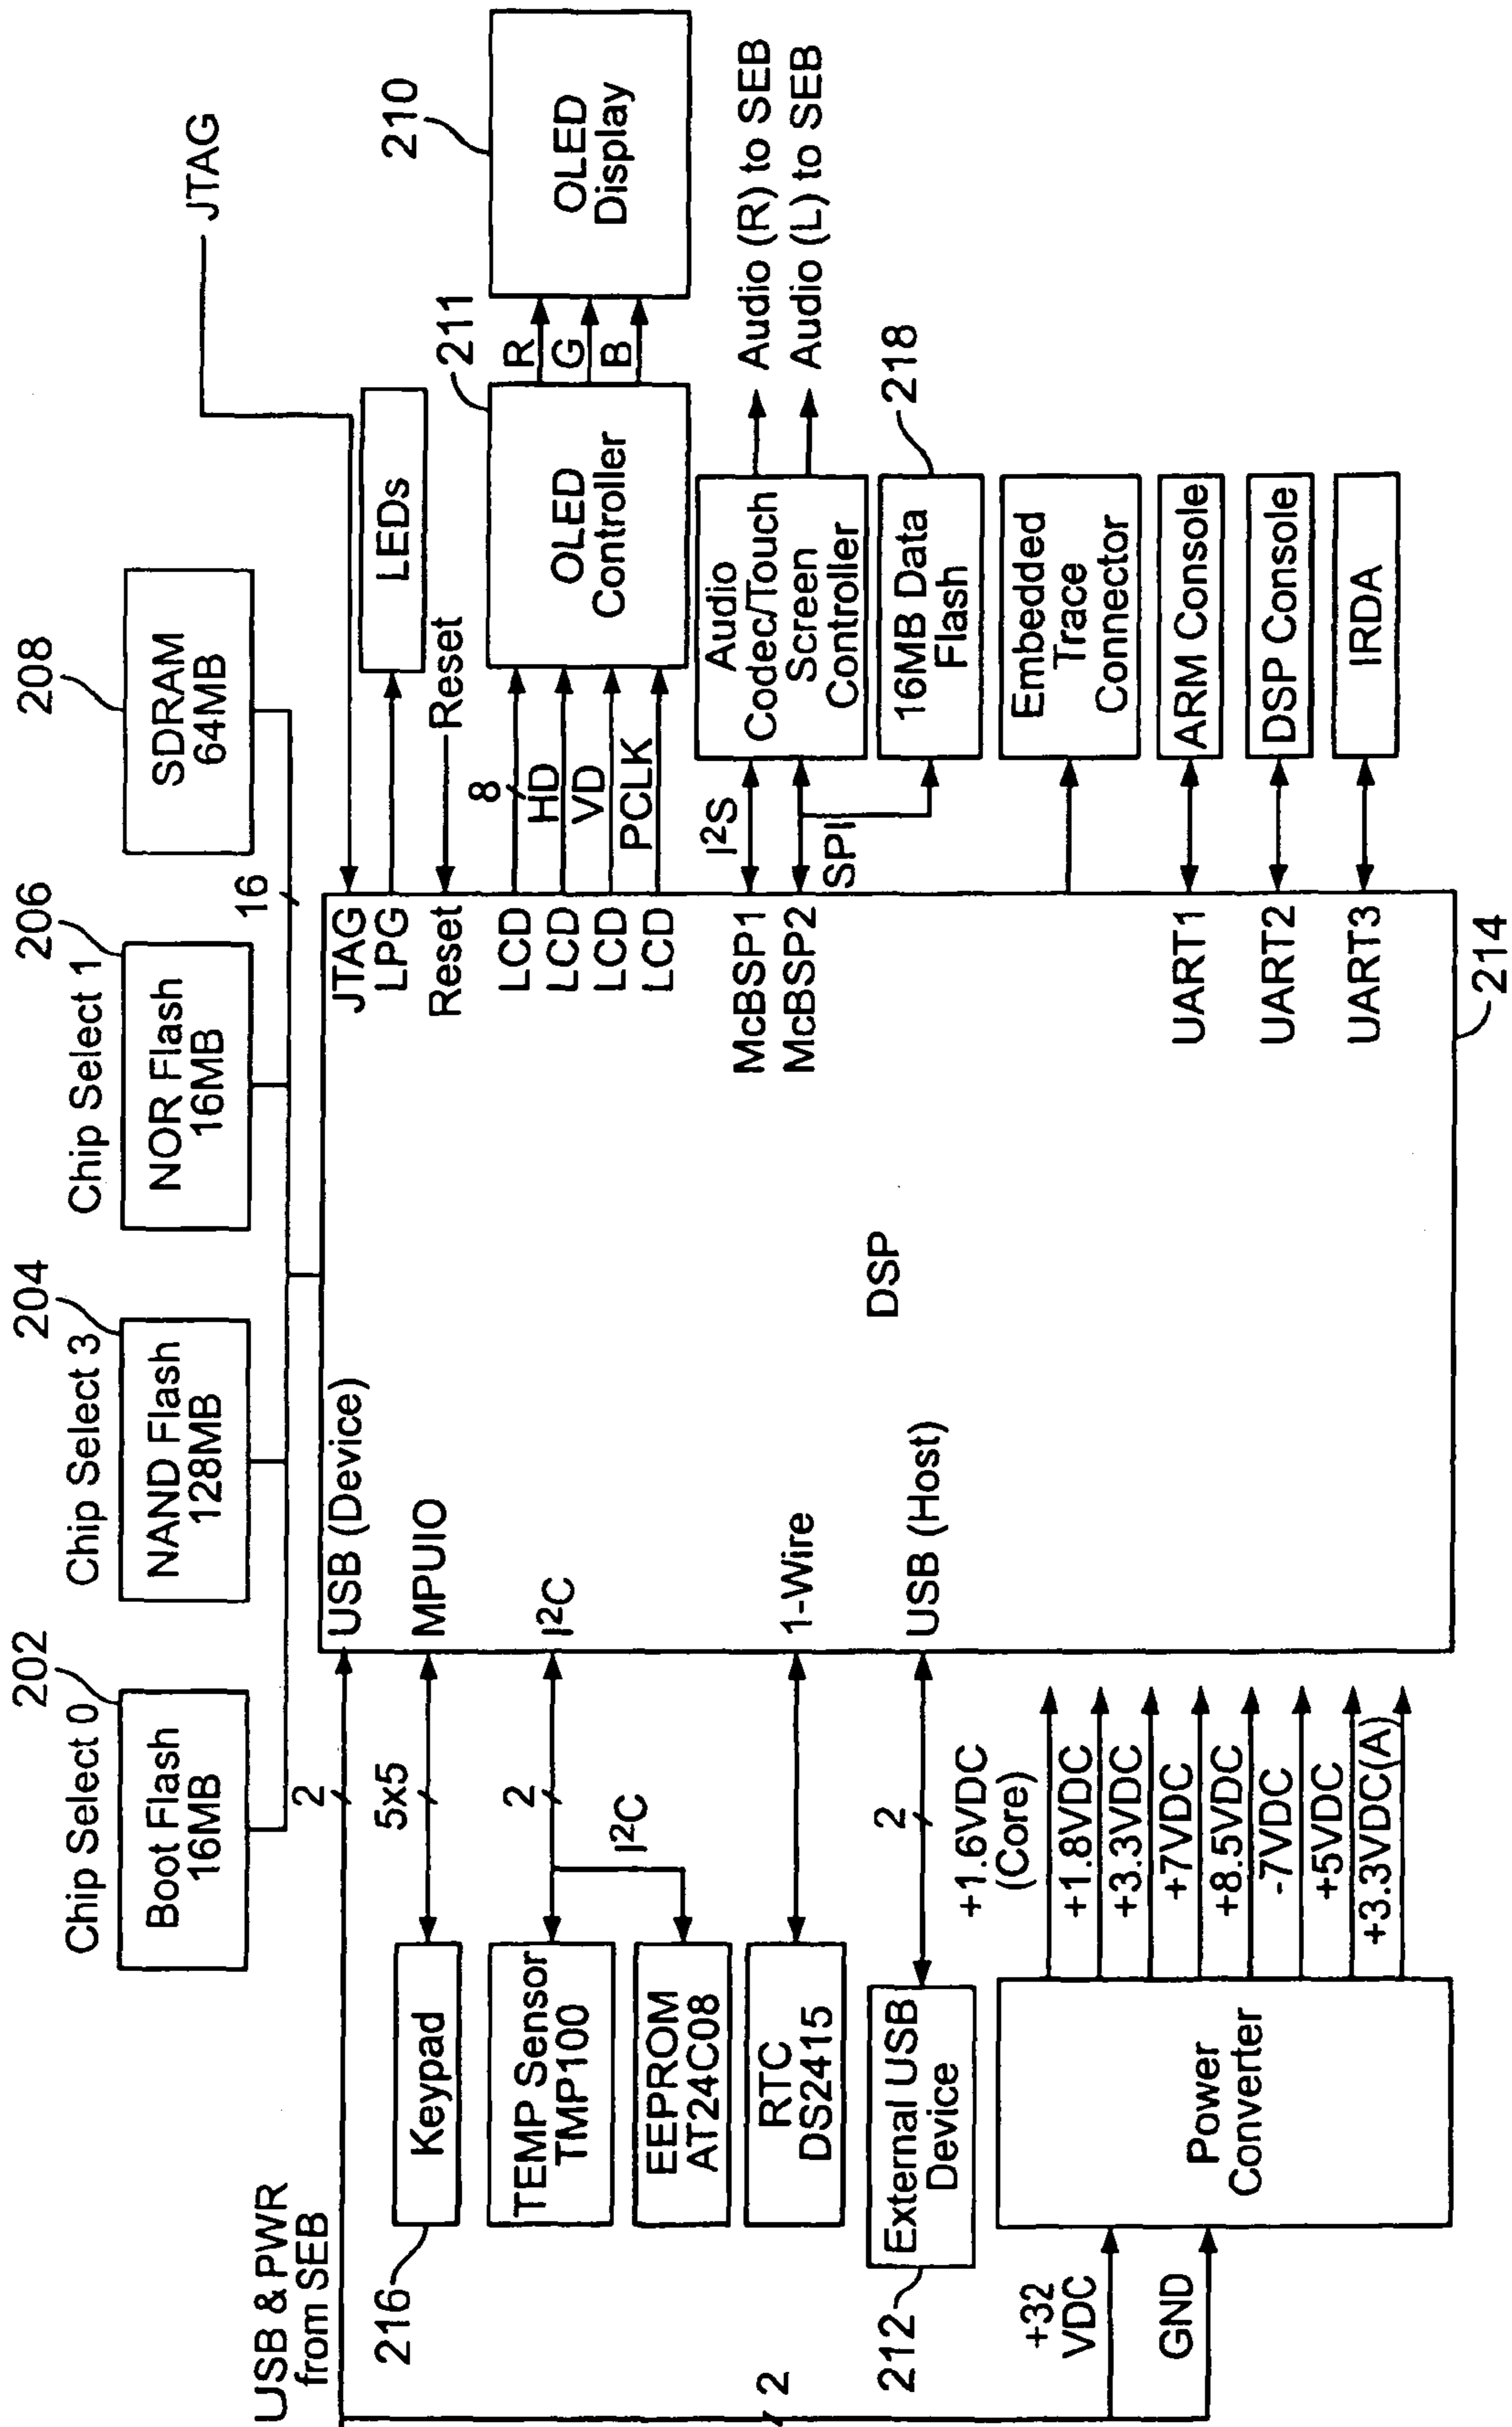 Chip Select 0
202
Boot Flash
16MB
Chip Select 3
204
NAND Flash
128MB
Chip Select 1
206
NOR Flash
16MB
208
SDRAM
64MB
16
JTAG
USB & PWR
from SEB
2
USB (Device)
JTAG
LPG
LEDs
216
Keypad
5x5
MPUIO
Reset
Reset
TEMP Sensor
TMP100
2
I²C
I²C
EEPROM
AT24C08
LCD
LCD
LCD
LCD
8
HD
VD
PCLK
211
OLED
Controller
R
G
B
210
OLED
Display
RTC
DS2415
1-Wire
DSP
McBSP1
McBSP2
I²S
SPI
Audio
Codec/Touch
Screen
Controller
Audio (R) to SEB
Audio (L) to SEB
212
External USB
Device
2
USB (Host)
16MB Data
Flash
218
Embedded
Trace
Connector
2
+32
VDC
GND
Power
Converter
+1.6VDC
(Core)
+1.8VDC
+3.3VDC
+7VDC
+8.5VDC
-7VDC
+5VDC
+3.3VDC(A)
UART1
ARM Console
UART2
DSP Console
UART3
IRDA
214